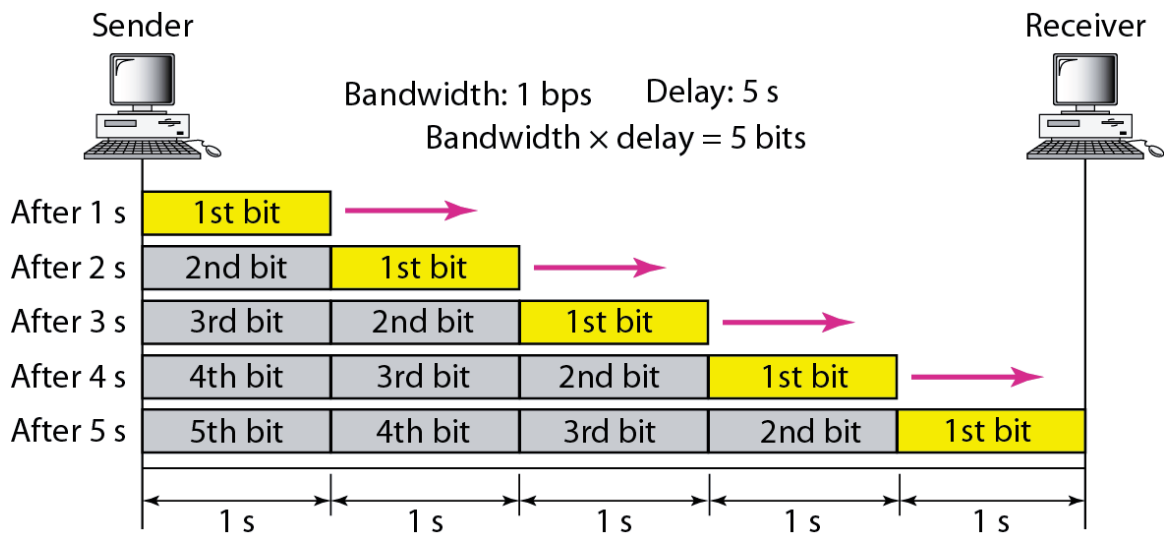 Sender Receiver
Bandwidth: 1 bps Delay: 5 s
Bandwidth × delay = 5 bits
After 1 s 1st bit
After 2 s 2nd bit 1st bit
After 3 s 3rd bit 2nd bit 1st bit
After 4 s 4th bit 3rd bit 2nd bit 1st bit
After 5 s 5th bit 4th bit 3rd bit 2nd bit 1st bit
1 s 1 s 1 s 1 s 1 s